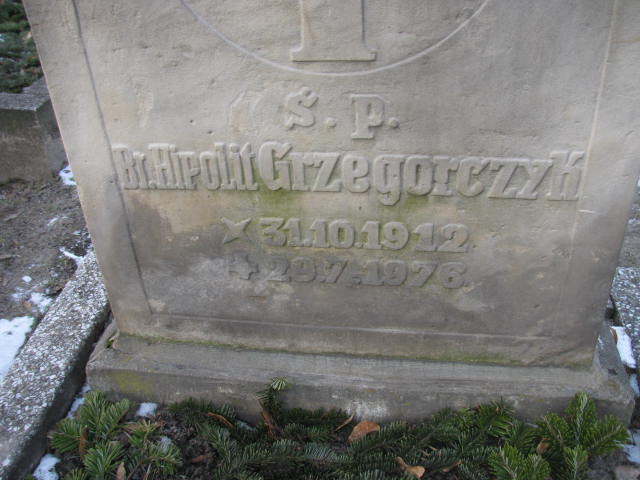 Ś. P.
Br. Hipolit Grzegorczyk
× 31.10.1912
+ 29.7.1976